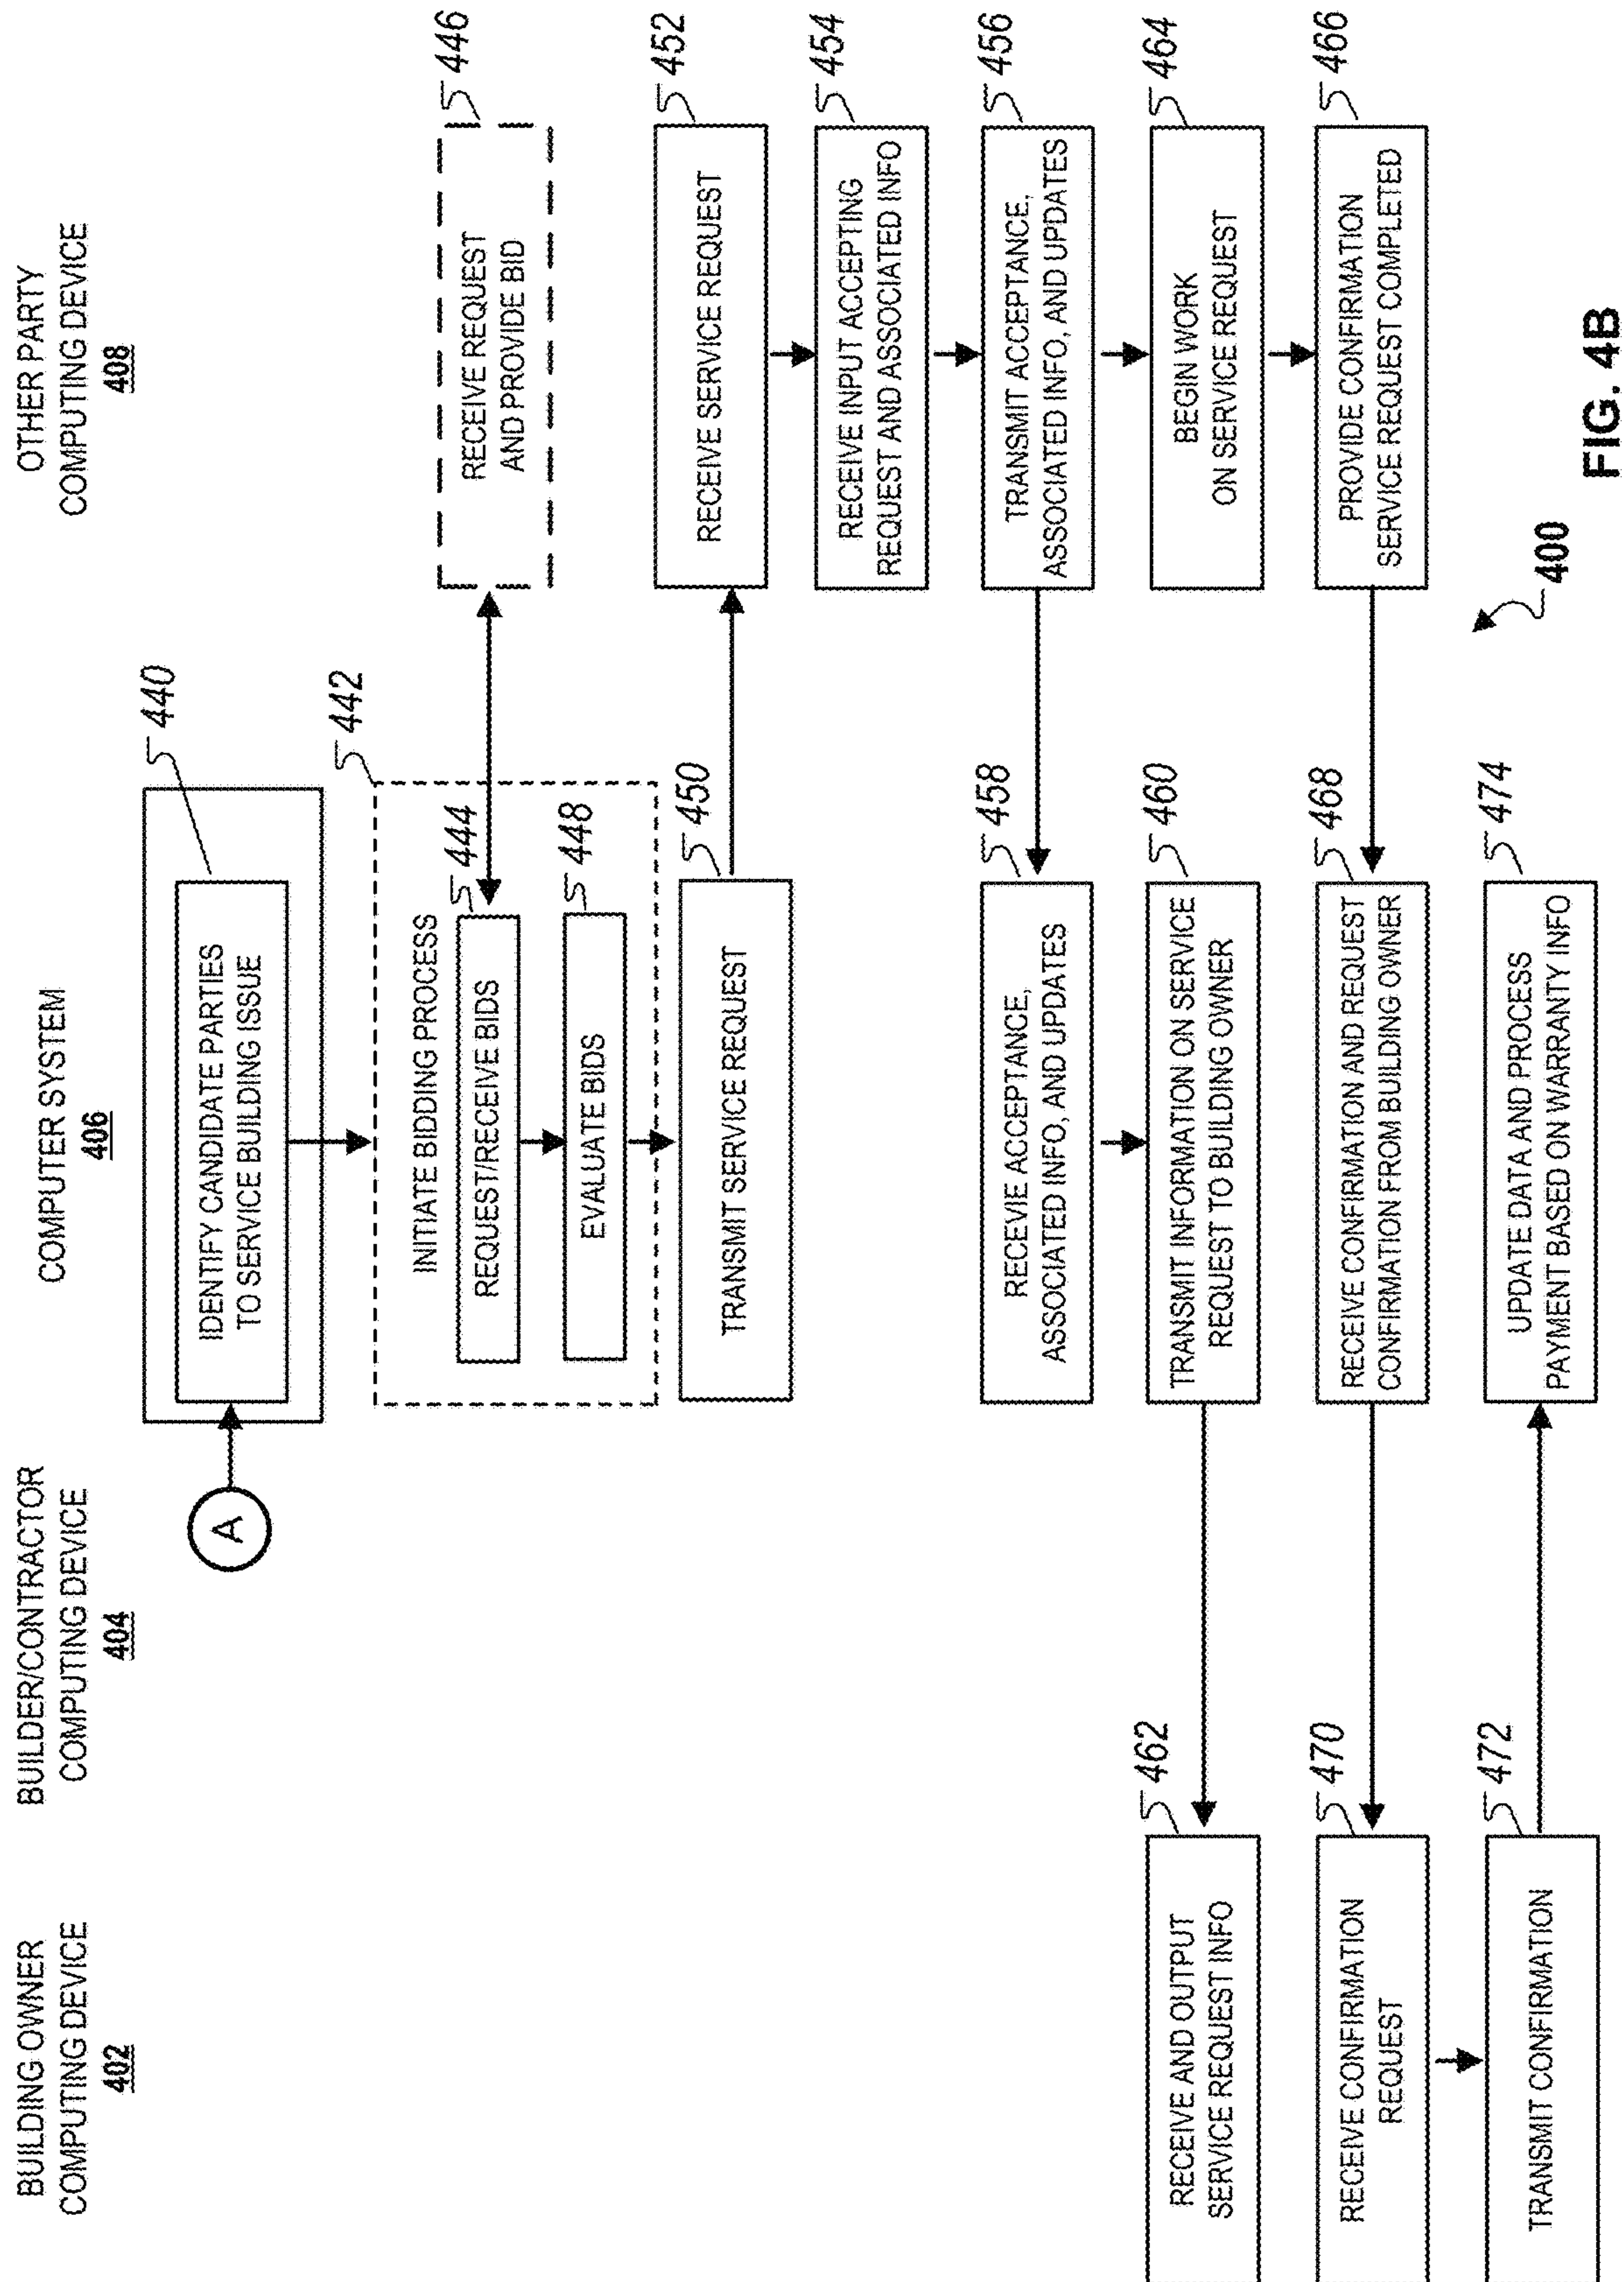 BUILDING OWNER
COMPUTING DEVICE
402
BUILDER/CONTRACTOR
COMPUTING DEVICE
404
COMPUTER SYSTEM
406
OTHER PARTY
COMPUTING DEVICE
408
A
440
IDENTIFY CANDIDATE PARTIES
TO SERVICE BUILDING ISSUE
442
INITIATE BIDDING PROCESS
444
REQUEST/RECEIVE BIDS
446
RECEIVE REQUEST
AND PROVIDE BID
448
EVALUATE BIDS
450
TRANSMIT SERVICE REQUEST
452
RECEIVE SERVICE REQUEST
454
RECEIVE INPUT ACCEPTING
REQUEST AND ASSOCIATED INFO
456
TRANSMIT ACCEPTANCE,
ASSOCIATED INFO, AND UPDATES
458
RECEVIE ACCEPTANCE,
ASSOCIATED INFO, AND UPDATES
460
TRANSMIT INFORMATION ON SERVICE
REQUEST TO BUILDING OWNER
462
RECEIVE AND OUTPUT
SERVICE REQUEST INFO
464
BEGIN WORK
ON SERVICE REQUEST
466
PROVIDE CONFIRMATION
SERVICE REQUEST COMPLETED
468
RECEIVE CONFIRMATION AND REQUEST
CONFIRMATION FROM BUILDING OWNER
470
RECEIVE CONFIRMATION
REQUEST
472
TRANSMIT CONFIRMATION
474
UPDATE DATA AND PROCESS
PAYMENT BASED ON WARRANTY INFO
400
FIG. 4B